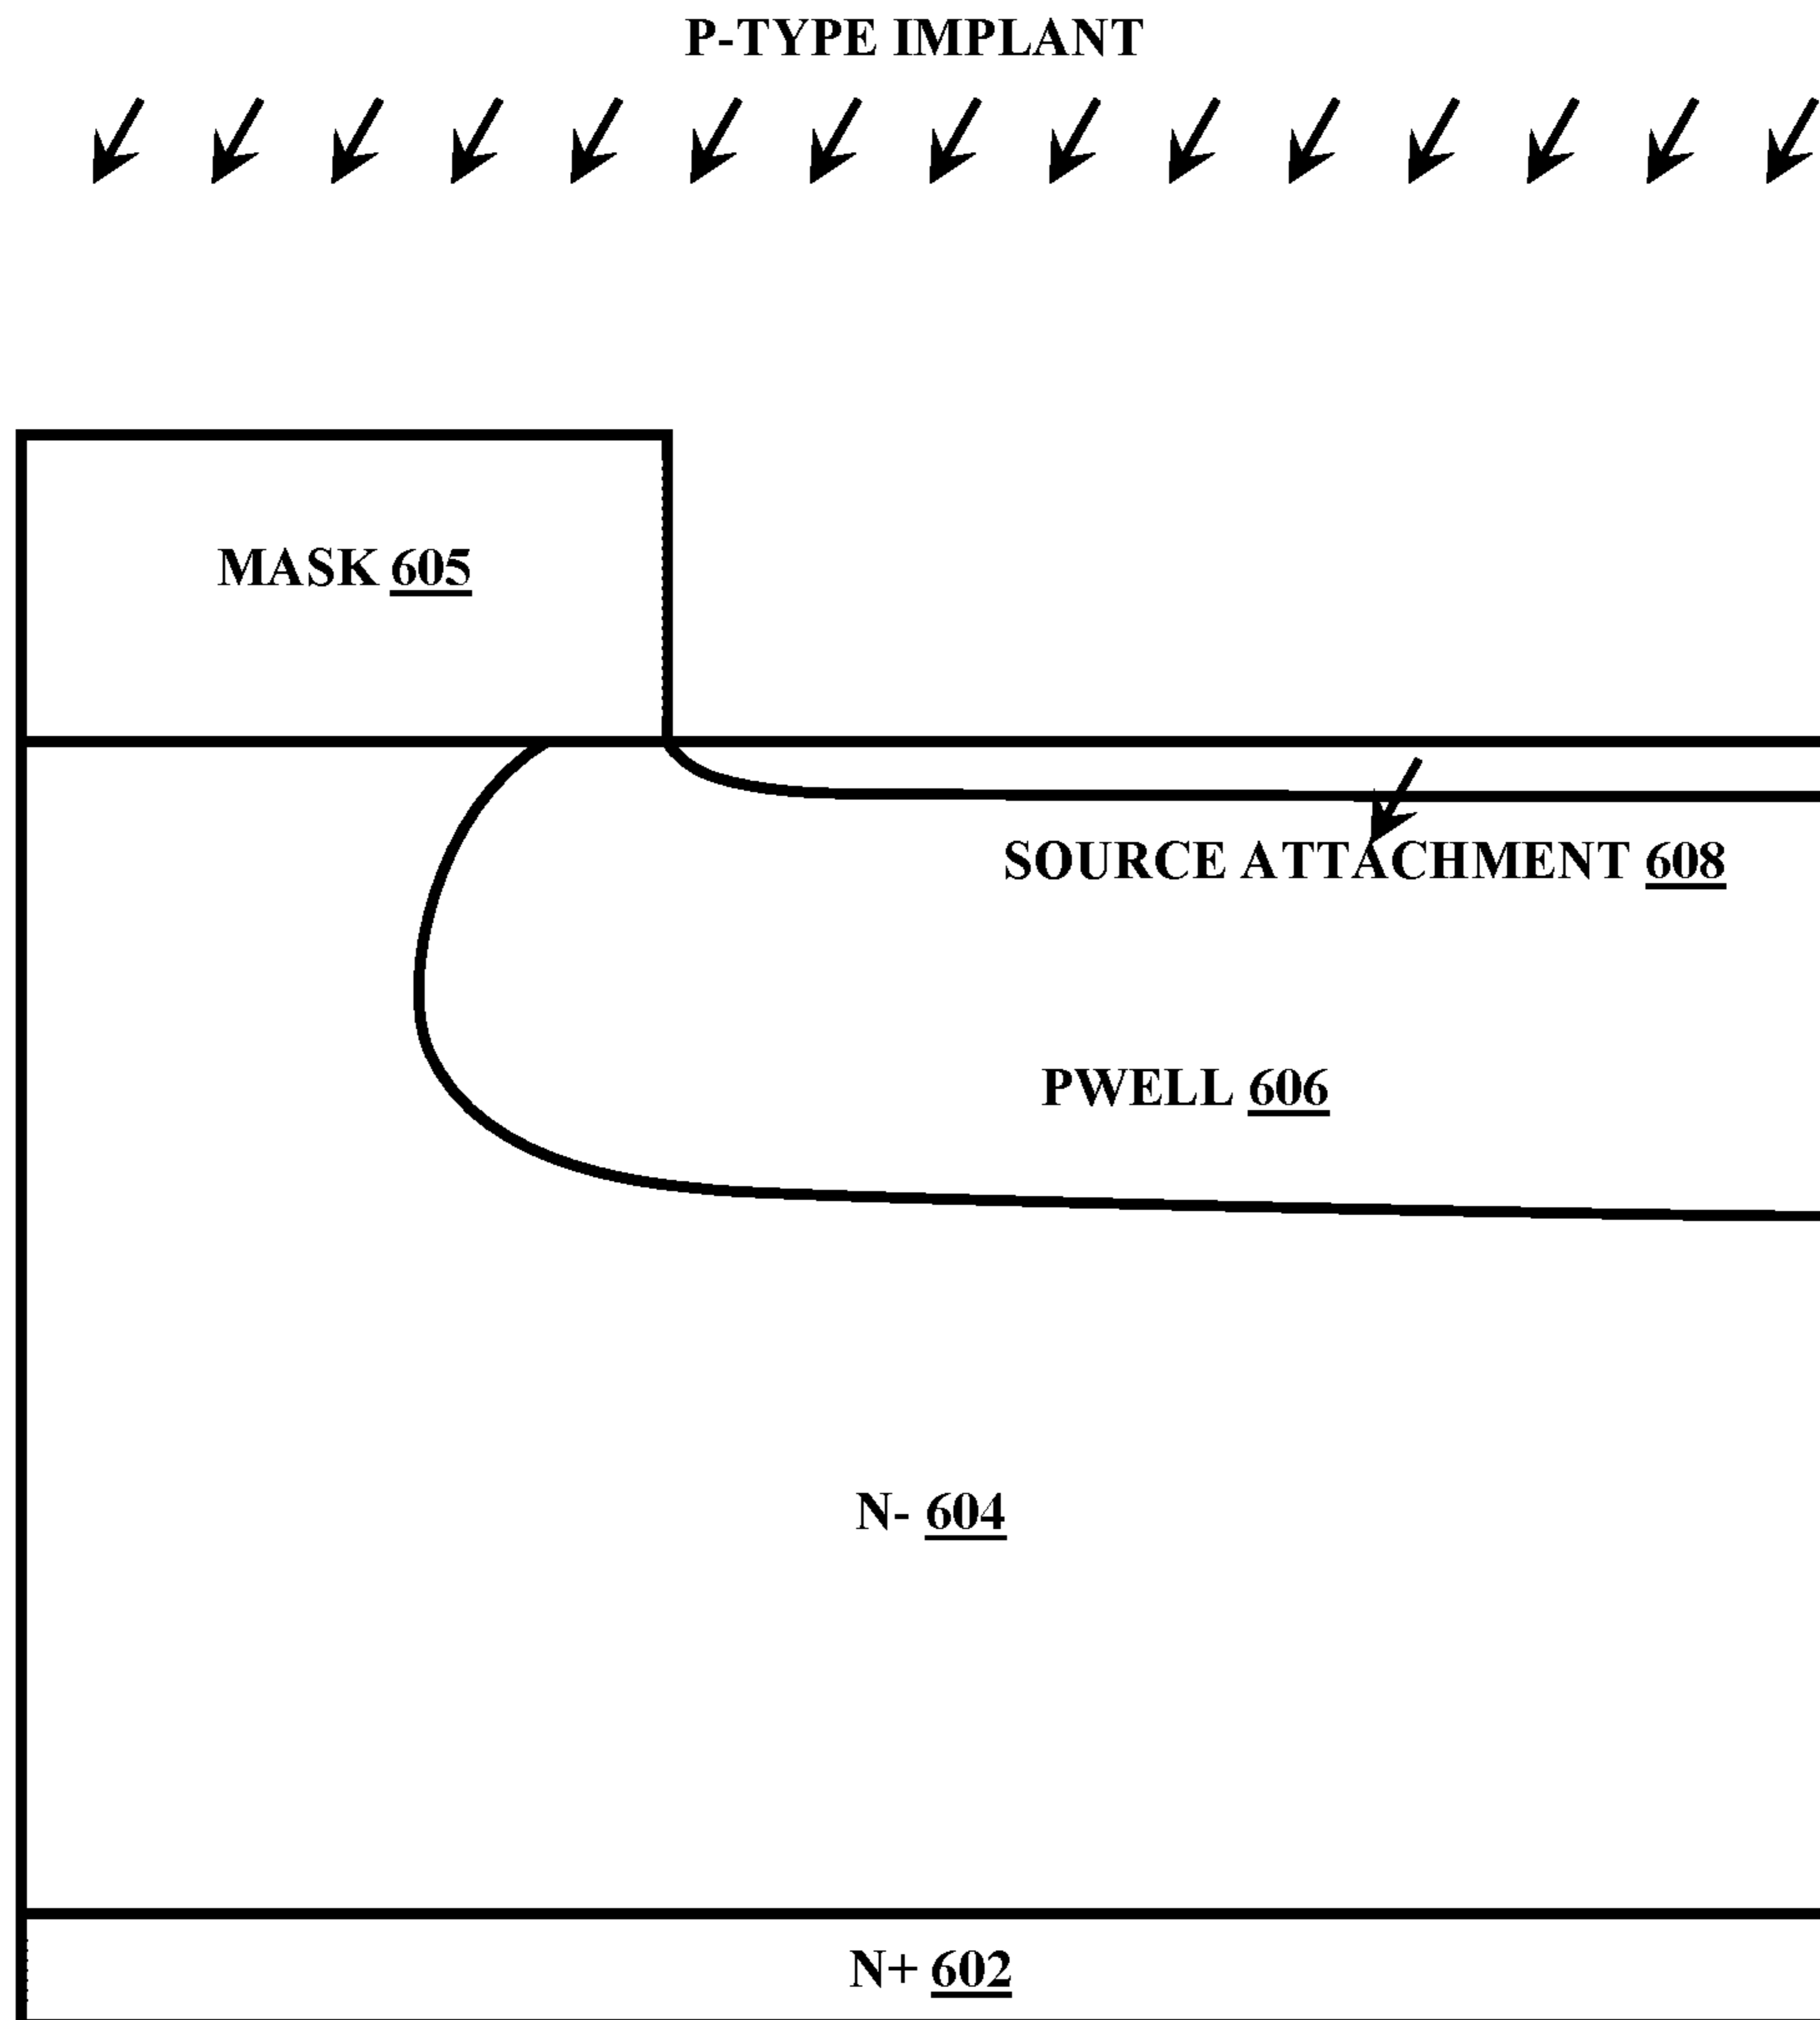 P-TYPE IMPLANT
MASK 605
SOURCE ATTACHMENT 608
PWELL 606
N- 604
N+ 602